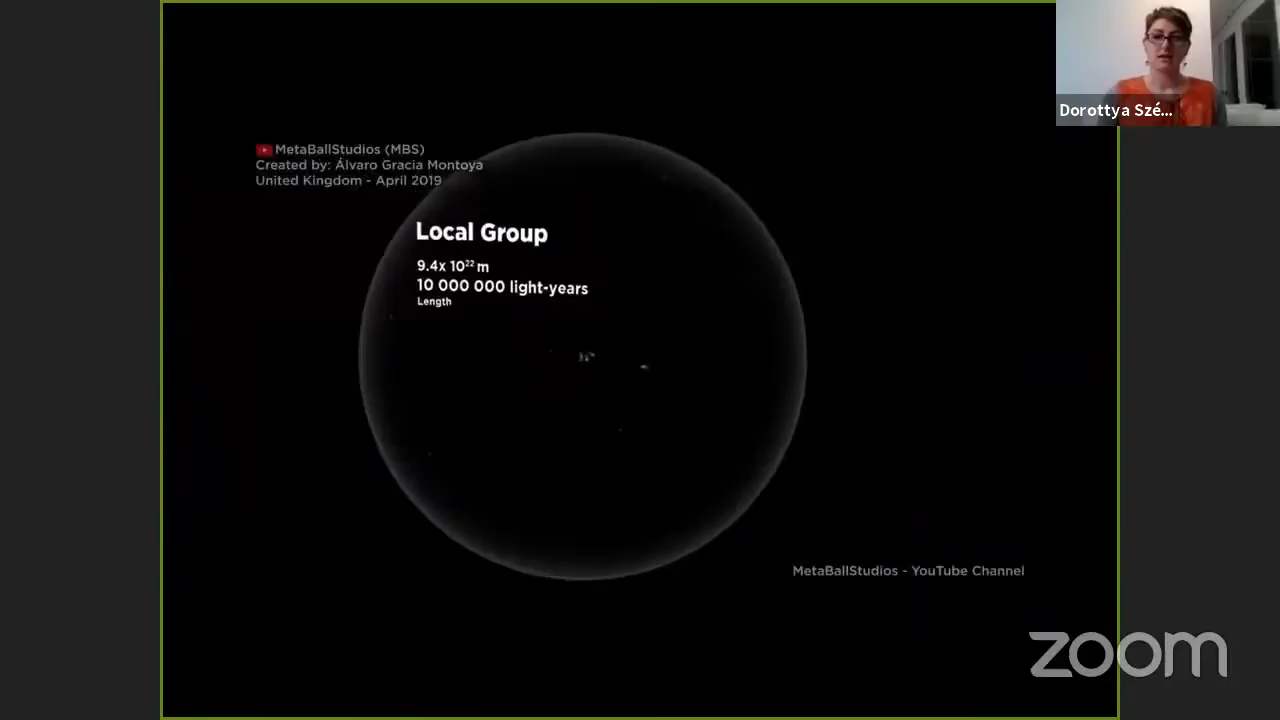 Dorottya Szé...
MetaBallStudios (MBS)
Created by: Álvaro Gracia Montoya
United Kingdom - April 2019
Local Group
9.4x 10²² m
10 000 000 light-years
Length
MetaBallStudios - YouTube Channel
zoom